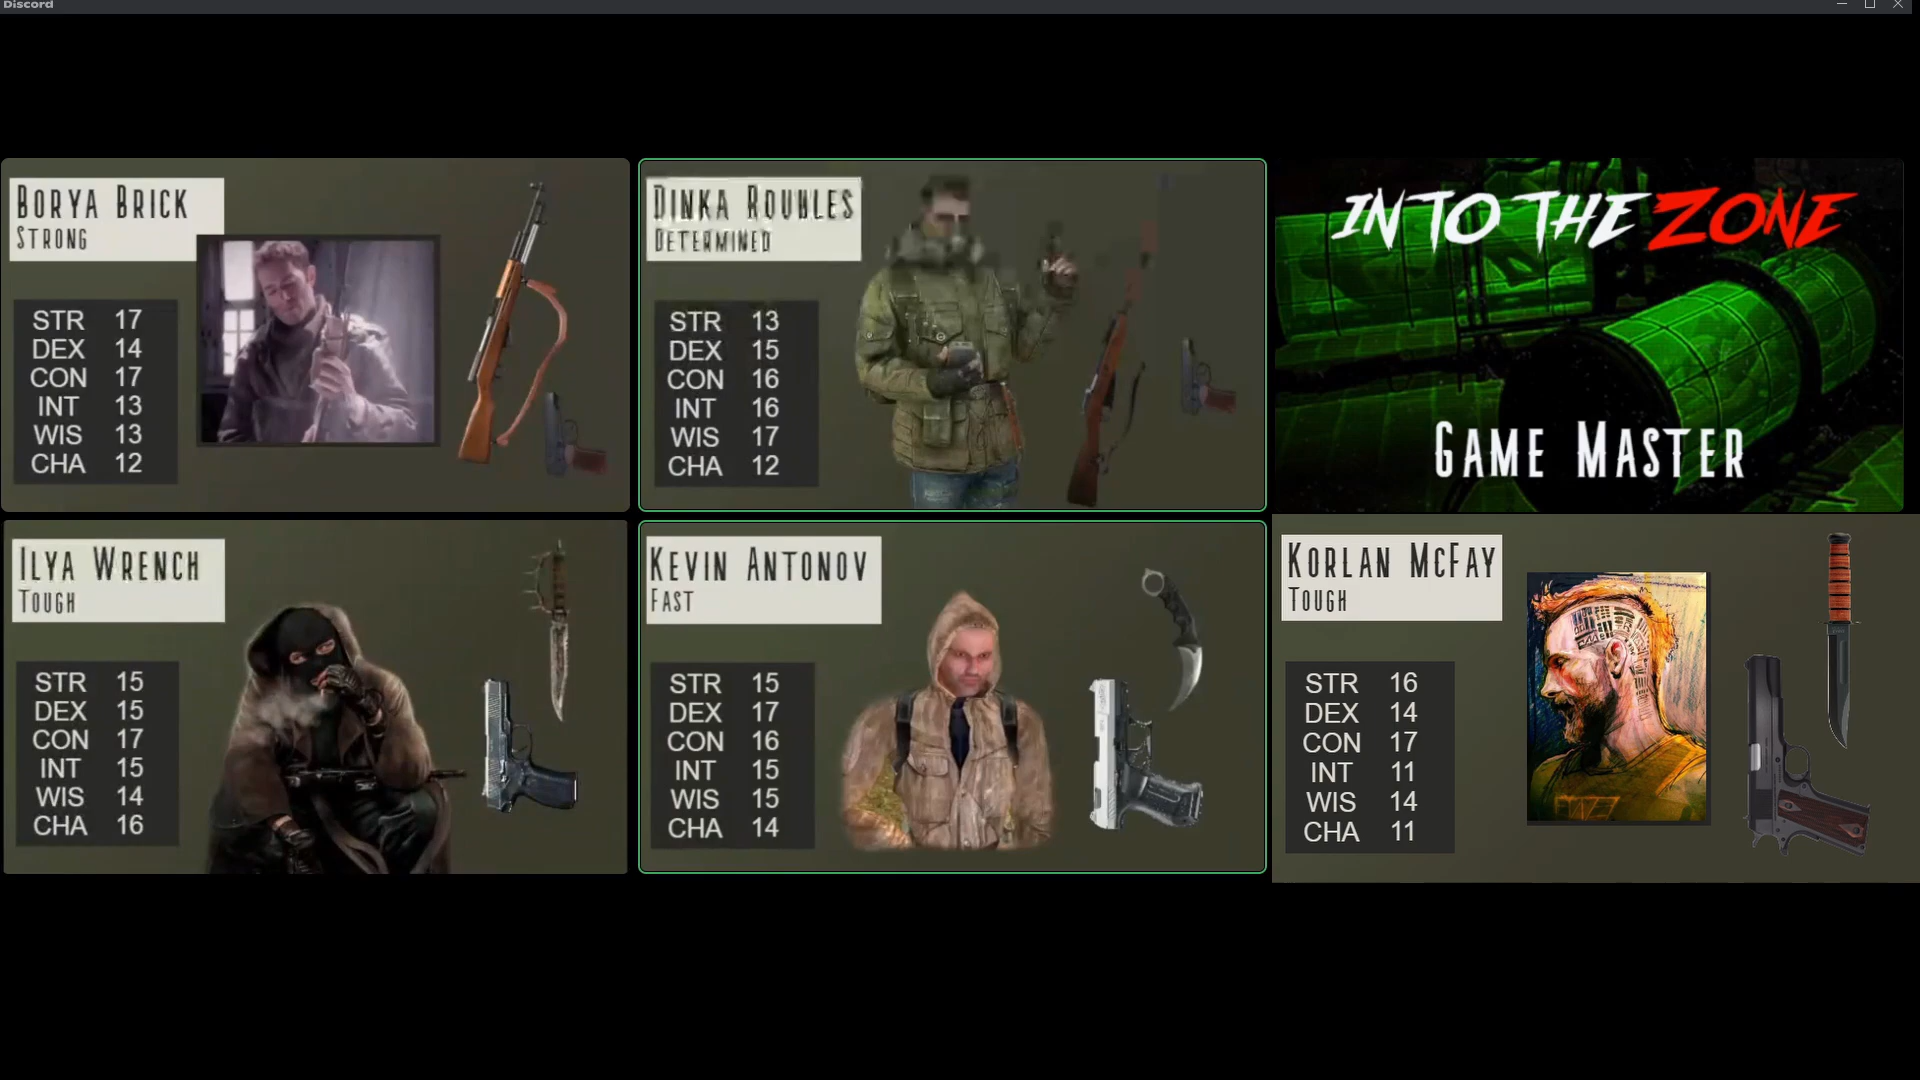 Discord
BORYA BRICK
STRONG
STR 17
DEX 14
CON 17
INT 13
WIS 13
CHA 12
DINKA ROUBLES
DETERMINED
STR 13
DEX 15
CON 16
INT 16
WIS 17
CHA 12
INTO THE ZONE
GAME MASTER
ILYA WRENCH
TOUGH
STR 15
DEX 15
CON 17
INT 15
WIS 14
CHA 16
KEVIN ANTONOV
FAST
STR 15
DEX 17
CON 16
INT 15
WIS 15
CHA 14
KORLAN MCFAY
TOUGH
STR 16
DEX 14
CON 17
INT 11
WIS 14
CHA 11